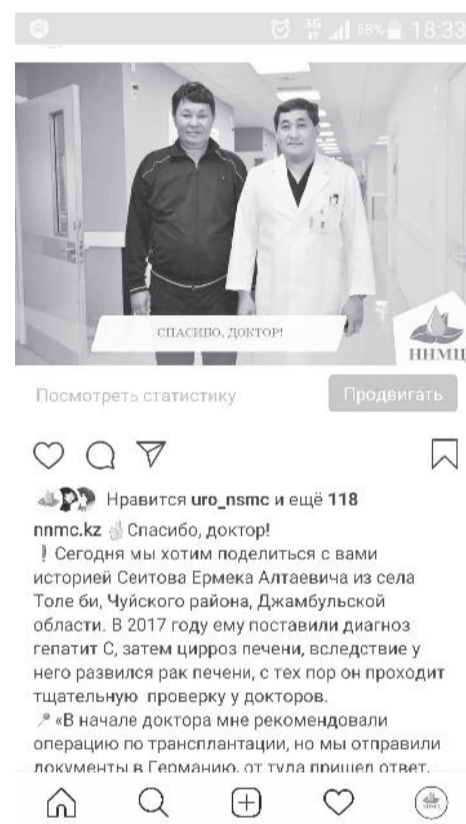 3G 58% 18:33
СПАСИБО, ДОКТОР!
ННМЦ
Посмотреть статистику
Продвигать
Нравится uro_nsmc и ещё 118
nnmc.kz ☝ Спасибо, доктор!
❗ Сегодня мы хотим поделиться с вами
историей Сеитова Ермека Алтаевича из села
Толе би, Чуйского района, Джамбульской
области. В 2017 году ему поставили диагноз
гепатит С, затем цирроз печени, вследствие у
него развился рак печени, с тех пор он проходит
тщательную проверку у докторов.
🎤 «В начале доктора мне рекомендовали
операцию по трансплантации, но мы отправили
документы в Германию, от туда пришел ответ,